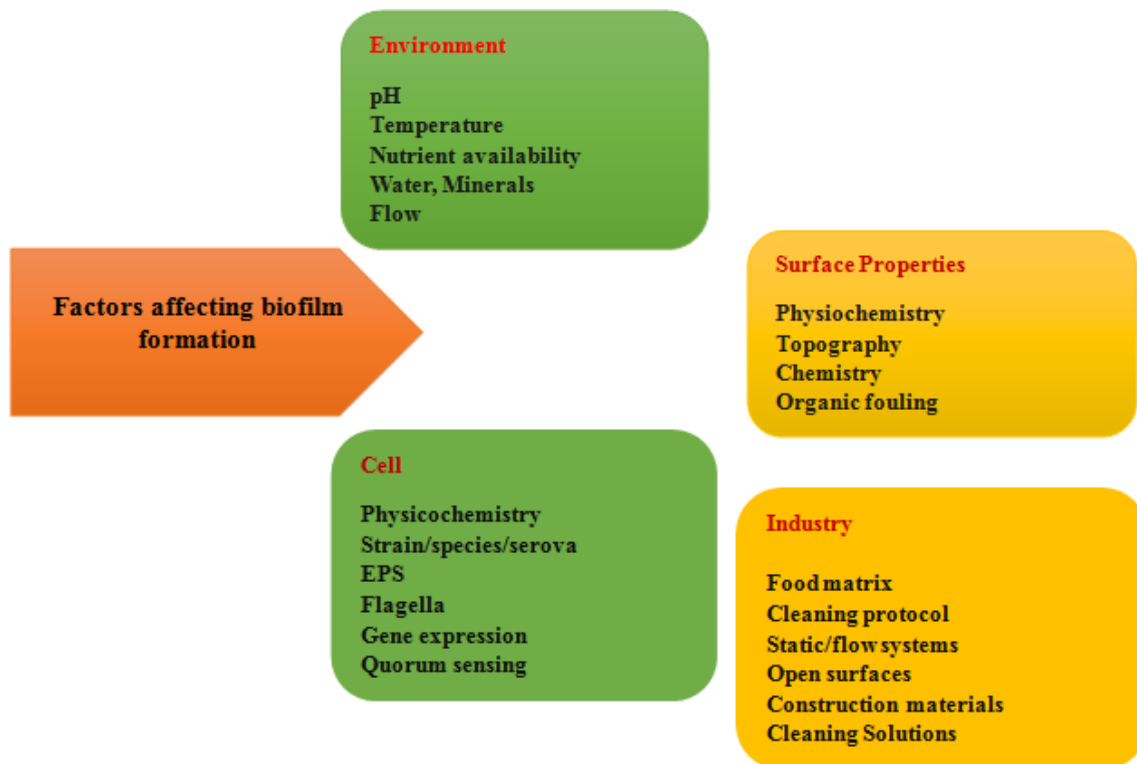 Environment
pH
Temperature
Nutrient availability
Water, Minerals
Flow
Factors affecting biofilm
formation
Surface Properties
Physiochemistry
Topography
Chemistry
Organic fouling
Cell
Physicochemistry
Strain/species/serova
EPS
Flagella
Gene expression
Quorum sensing
Industry
Food matrix
Cleaning protocol
Static/flow systems
Open surfaces
Construction materials
Cleaning Solutions